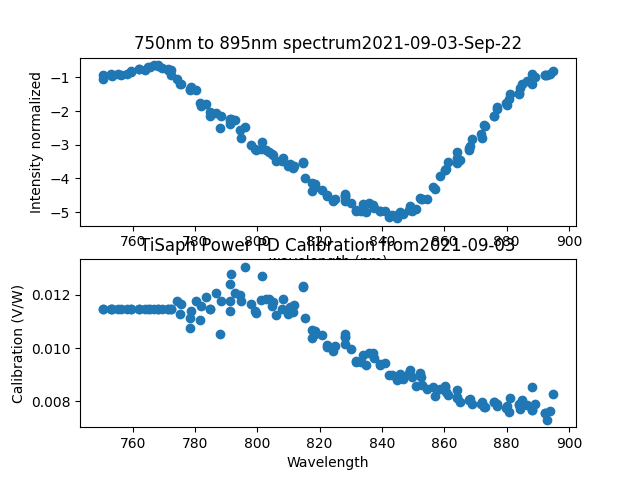 750nm to 895nm spectrum2021-09-03-Sep-22
Intensity normalized
−1
−2
−3
−4
−5
760 780 800 820 840 860 880 900
wavelength (nm)
TiSaph Power PD Calibration from2021-09-03
Calibration (V/W)
0.012
0.010
0.008
760 780 800 820 840 860 880 900
Wavelength